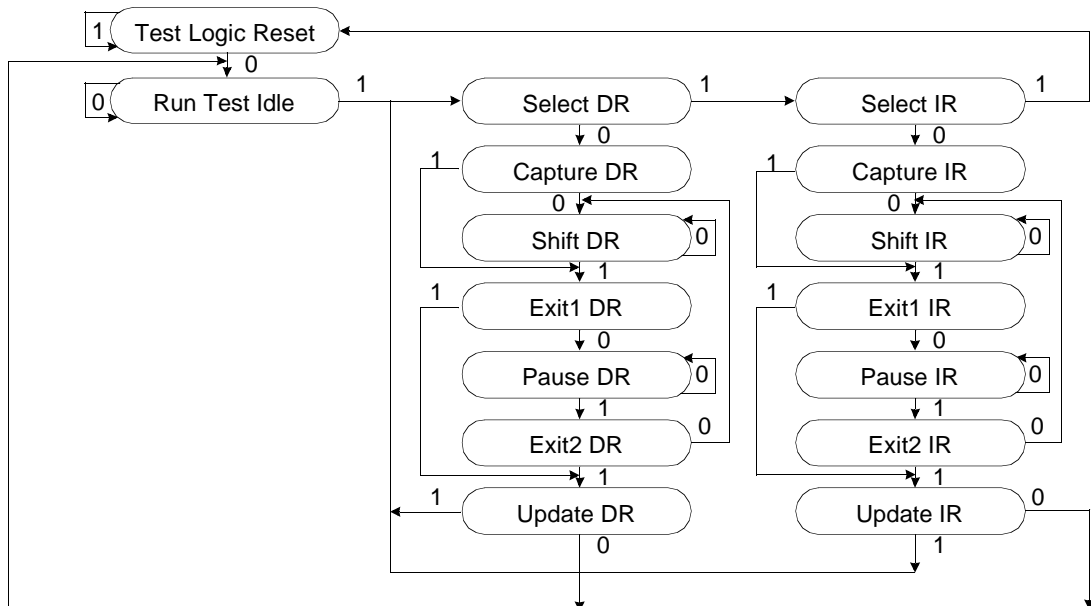 1 Test Logic Reset
0
0 Run Test Idle 1
Select DR 1
Select IR 1
0 0
1 Capture DR
1 Capture IR
0 0
Shift DR 0
Shift IR 0
1 1
1 Exit1 DR
1 Exit1 IR
0 0
Pause DR 0
Pause IR 0
1 1
Exit2 DR 0
Exit2 IR 0
1 1
1 Update DR
Update IR 0
0 1